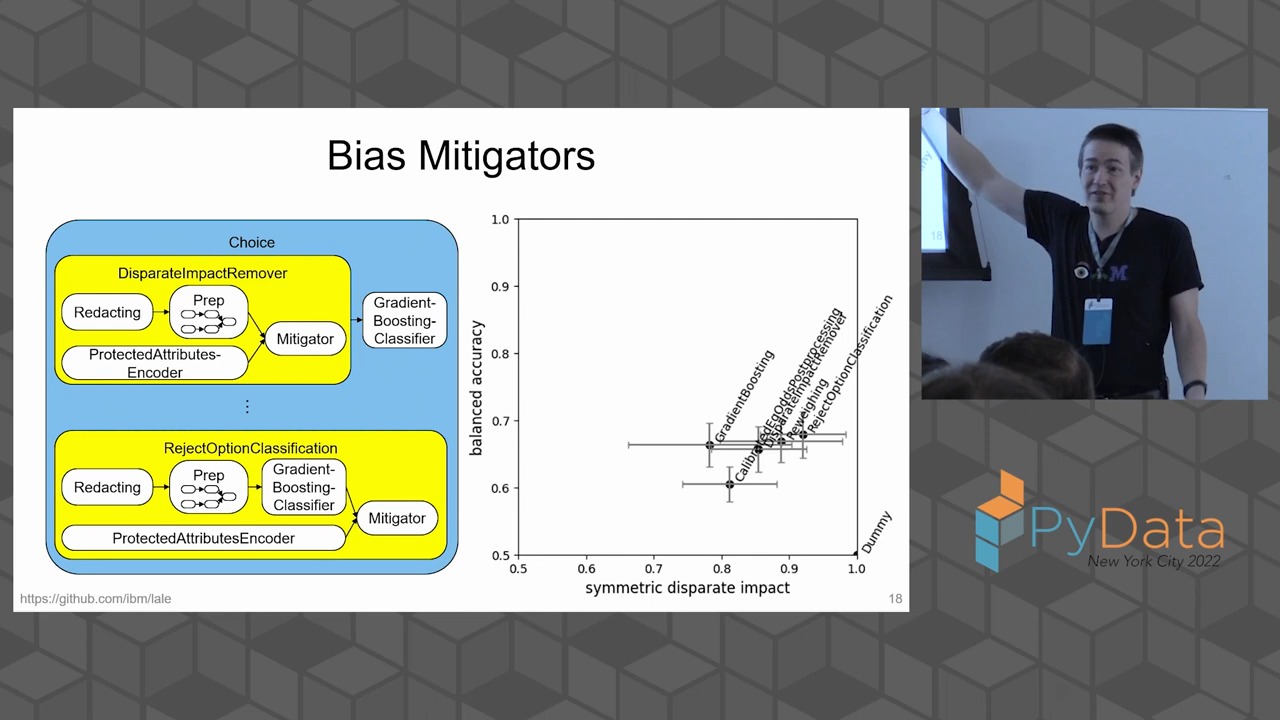 Bias Mitigators
Choice
DisparateImpactRemover
Redacting
Prep
ProtectedAttributes-
Encoder
Mitigator
Gradient-
Boosting-
Classifier
⋮
RejectOptionClassification
Redacting
Prep
Gradient-
Boosting-
Classifier
Mitigator
ProtectedAttributesEncoder
https://github.com/ibm/lale
1.0
0.9
0.8
0.7
0.6
0.5
balanced accuracy
GradientBoosting
CalibratedEqOddsPostprocessing
DisparateImpactRemover
Reweighing
RejectOptionClassification
Dummy
0.5 0.6 0.7 0.8 0.9 1.0
symmetric disparate impact
18
18
M
PyData
New York City 2022